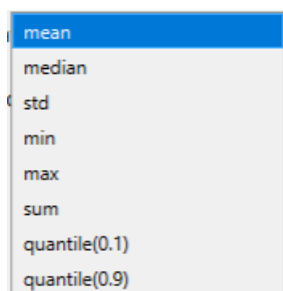 mean
median
std
min
max
sum
quantile(0.1)
quantile(0.9)